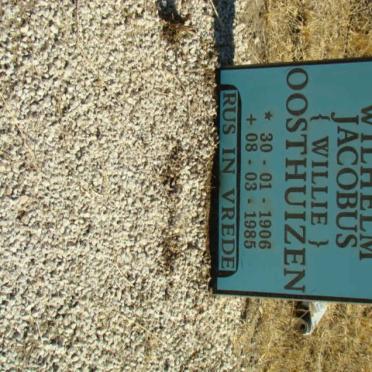 WILHELM
JACOBUS
{ WILLIE }
OOSTHUIZEN
* 30 - 01 - 1906
+ 08 - 03 - 1985
RUS IN VREDE